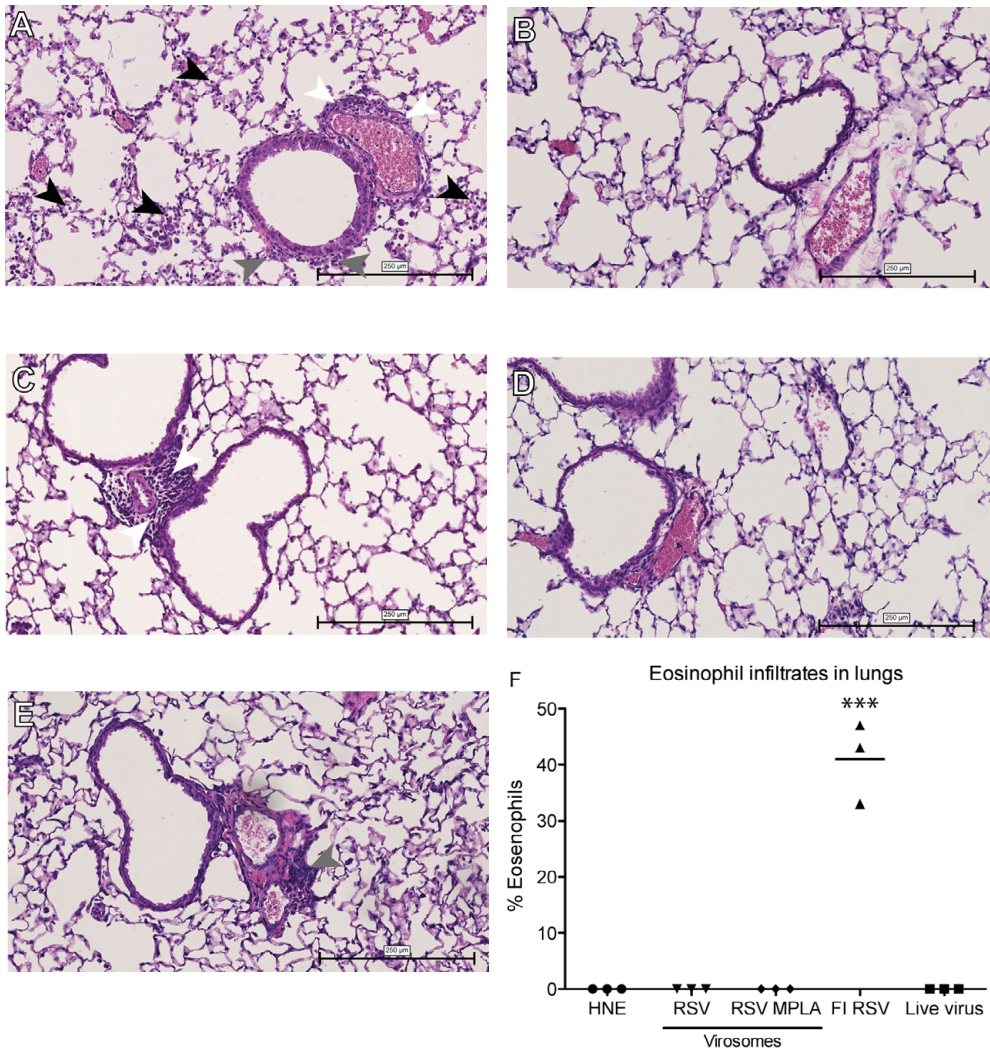 A
B
250 µm
250 µm
C
D
250 µm
250 µm
E
250 µm
F
Eosinophil infiltrates in lungs
***
% Eosenophils
50
40
30
20
10
0
HNE RSV RSV MPLA FI RSV Live virus
Virosomes